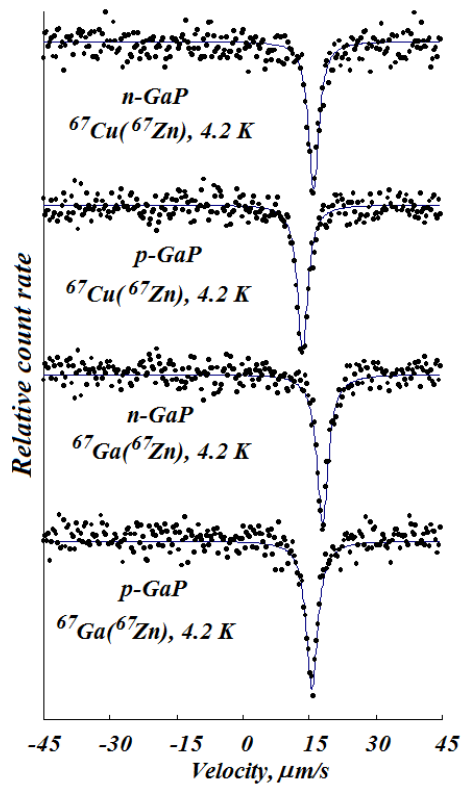 n-GaP
67Cu(67Zn), 4.2 K
p-GaP
67Cu(67Zn), 4.2 K
n-GaP
67Ga(67Zn), 4.2 K
p-GaP
67Ga(67Zn), 4.2 K
Relative count rate
-45 -30 -15 0 15 30 45
Velocity, μm/s